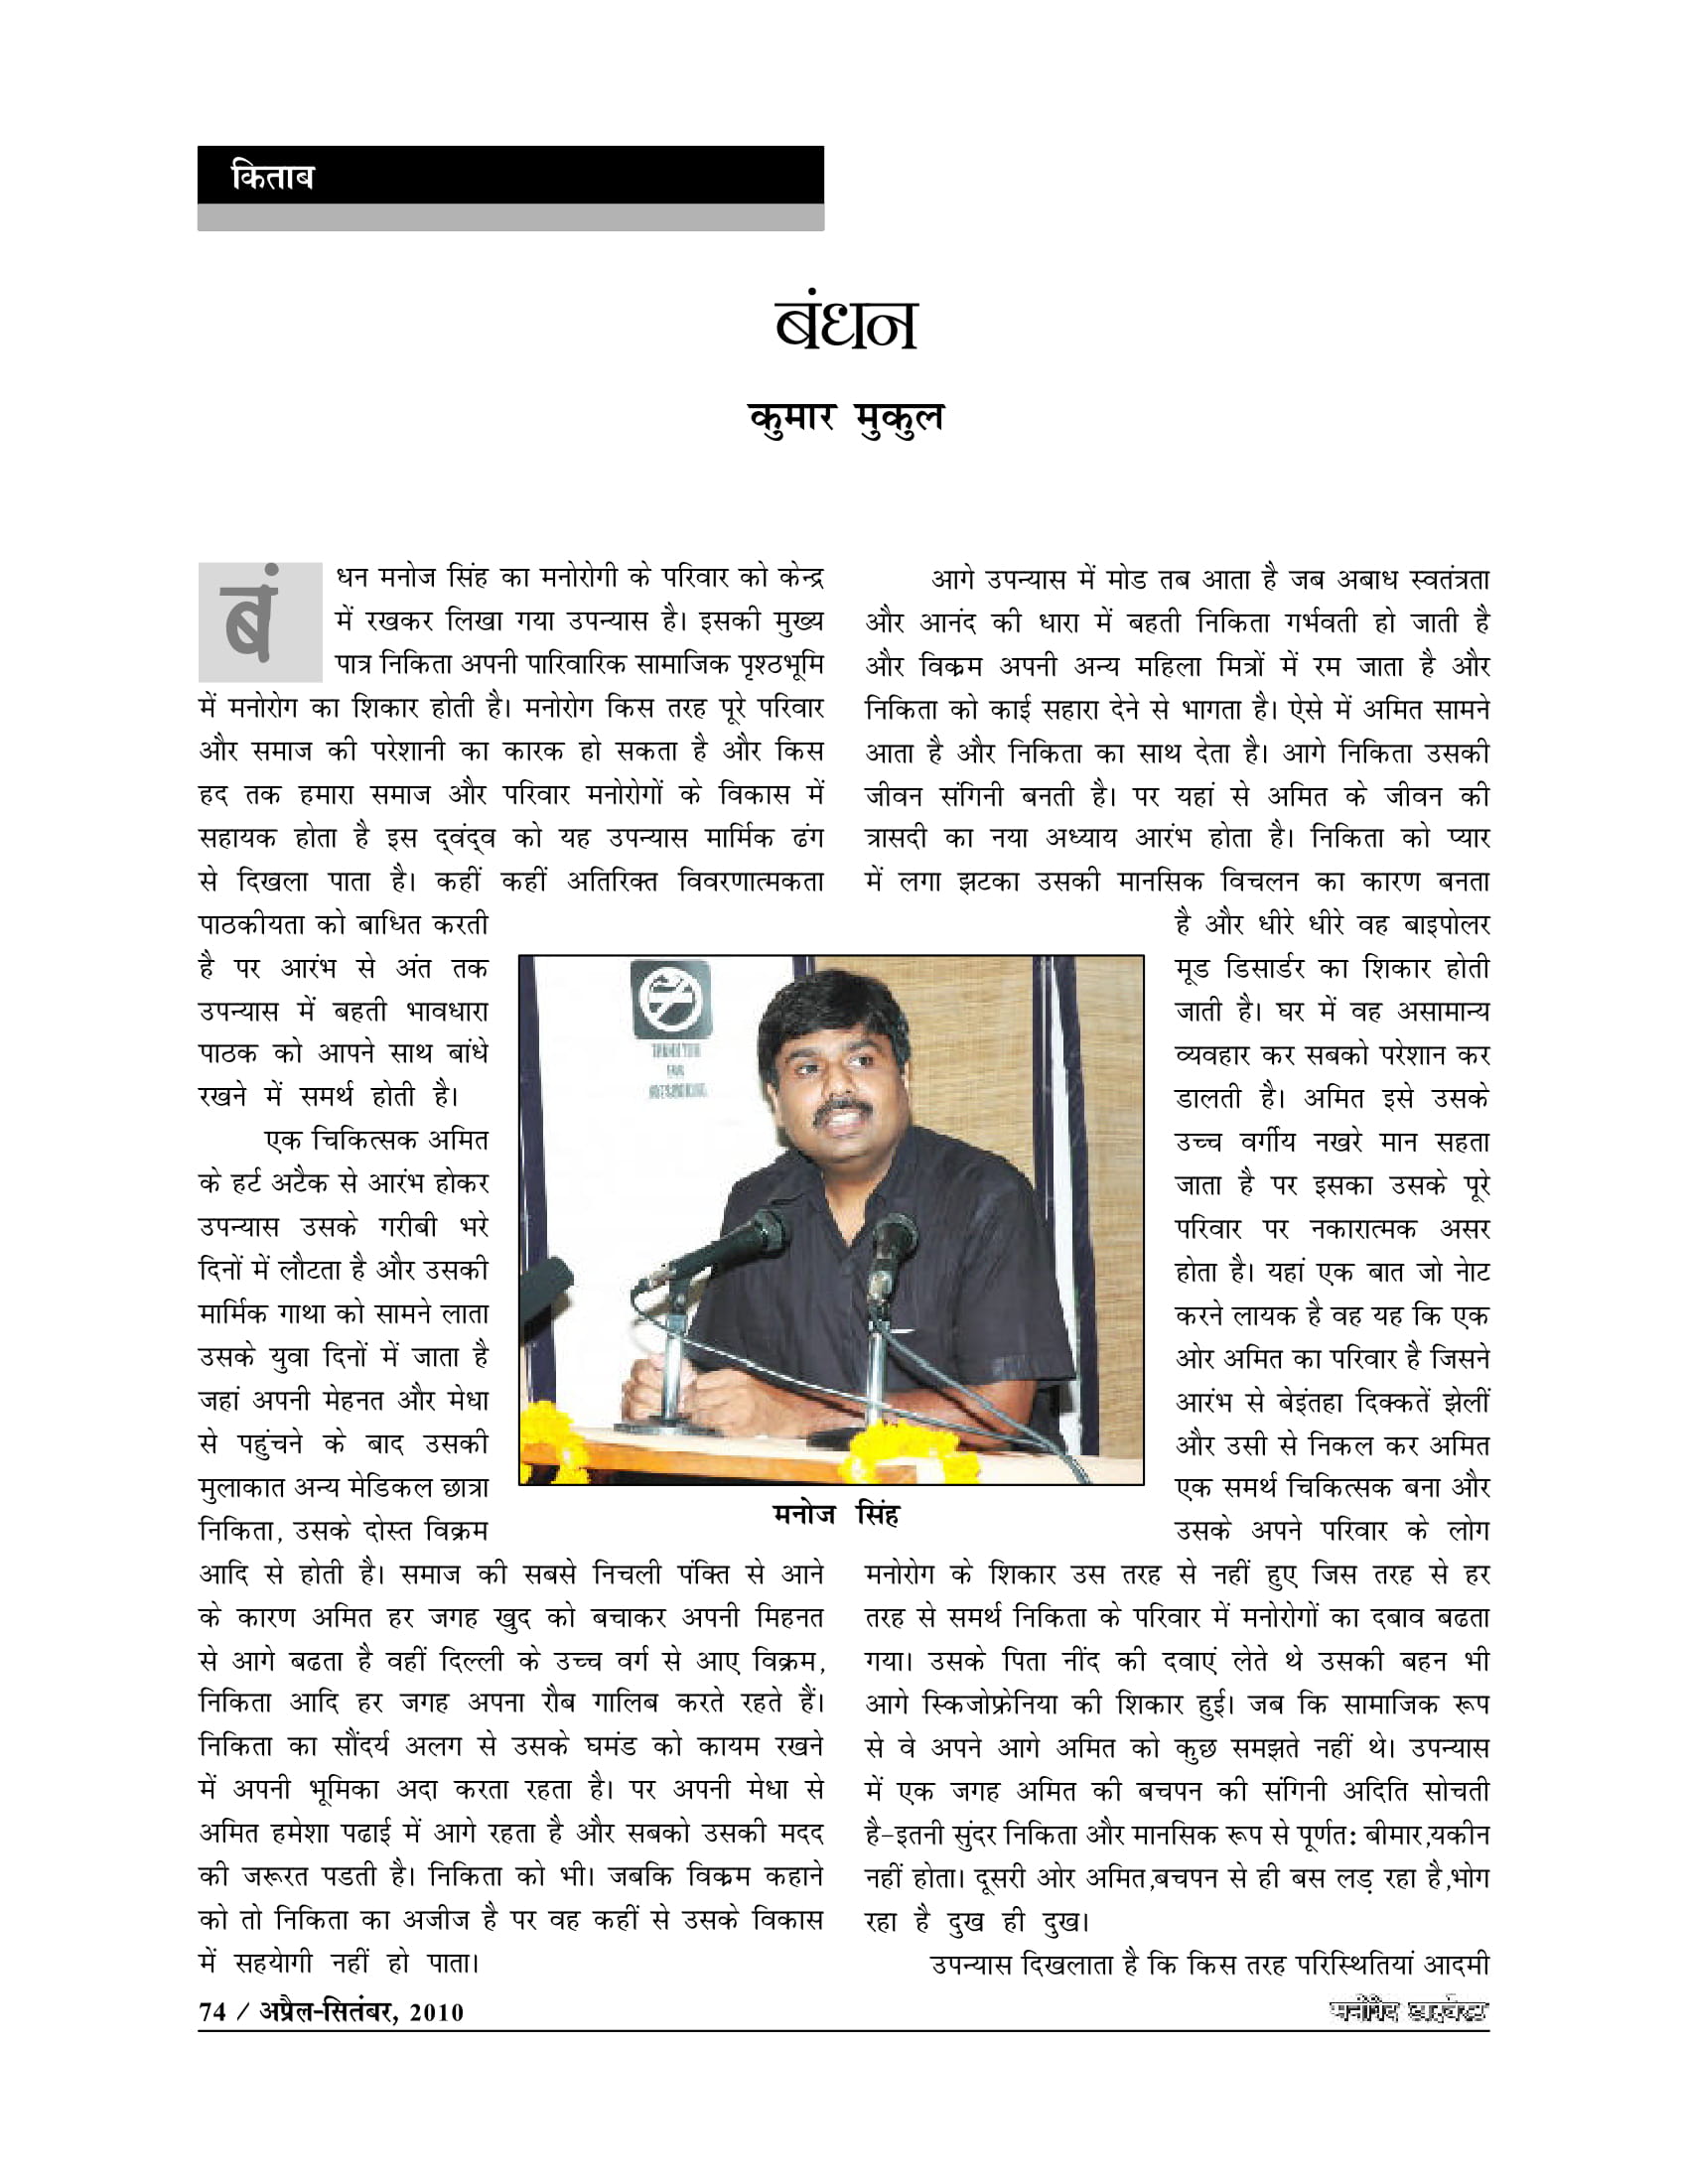 किताब
बंधन
कुमार मुकुल
बंधन मनोज सिंह का मनोरोगी के परिवार को केन्द्र
में रखकर लिखा गया उपन्यास है। इसकी मुख्य
पात्र निकिता अपनी पारिवारिक सामाजिक पृश्ठभूमि
में मनोरोग का शिकार होती है। मनोरोग किस तरह पूरे परिवार
और समाज की परेशानी का कारक हो सकता है और किस
हद तक हमारा समाज और परिवार मनोरोगों के विकास में
सहायक होता है इस द्वंद्व को यह उपन्यास मार्मिक ढंग
से दिखला पाता है। कहीं कहीं अतिरिक्त विवरणात्मकता
पाठकीयता को बाधित करती
है पर आरंभ से अंत तक
उपन्यास में बहती भावधारा
पाठक को आपने साथ बांधे
रखने में समर्थ होती है।
एक चिकित्सक अमित
के हर्ट अटैक से आरंभ होकर
उपन्यास उसके गरीबी भरे
दिनों में लौटता है और उसकी
मार्मिक गाथा को सामने लाता
उसके युवा दिनों में जाता है
जहां अपनी मेहनत और मेधा
से पहुंचने के बाद उसकी
मुलाकात अन्य मेडिकल छात्रा
निकिता, उसके दोस्त विक्रम
आदि से होती है। समाज की सबसे निचली पंक्ति से आने
के कारण अमित हर जगह खुद को बचाकर अपनी मिहनत
से आगे बढता है वहीं दिल्ली के उच्च वर्ग से आए विक्रम,
निकिता आदि हर जगह अपना रौब गालिब करते रहते हैं।
निकिता का सौंदर्य अलग से उसके घमंड को कायम रखने
में अपनी भूमिका अदा करता रहता है। पर अपनी मेधा से
अमित हमेशा पढाई में आगे रहता है और सबको उसकी मदद
की जरूरत पडती है। निकिता को भी। जबकि विक्रम कहाने
को तो निकिता का अजीज है पर वह कहीं से उसके विकास
में सहयेागी नहीं हो पाता।
आगे उपन्यास में मोड तब आता है जब अबाध स्वतंत्रता
और आनंद की धारा में बहती निकिता गर्भवती हो जाती है
और विक्रम अपनी अन्य महिला मित्रों में रम जाता है और
निकिता को काई सहारा देने से भागता है। ऐसे में अमित सामने
आता है और निकिता का साथ देता है। आगे निकिता उसकी
जीवन संगिनी बनती है। पर यहां से अमित के जीवन की
त्रासदी का नया अध्याय आरंभ होता है। निकिता को प्यार
में लगा झटका उसकी मानसिक विचलन का कारण बनता
है और धीरे धीरे वह बाइपोलर
मूड डिसार्डर का शिकार होती
जाती है। घर में वह असामान्य
व्यवहार कर सबको परेशान कर
डालती है। अमित इसे उसके
उच्च वर्गीय नखरे मान सहता
जाता है पर इसका उसके पूरे
परिवार पर नकारात्मक असर
होता है। यहां एक बात जो नेाट
करने लायक है वह यह कि एक
ओर अमित का परिवार है जिसने
आरंभ से बेइंतहा दिक्कतें झेलीं
और उसी से निकल कर अमित
एक समर्थ चिकित्सक बना और
उसके अपने परिवार के लोग
मनोज सिंह
मनोरोग के शिकार उस तरह से नहीं हुए जिस तरह से हर
तरह से समर्थ निकिता के परिवार में मनोरोगों का दबाव बढता
गया। उसके पिता नींद की दवाएं लेते थे उसकी बहन भी
आगे स्किजोफ्रेनिया की शिकार हुई। जब कि सामाजिक रूप
से वे अपने आगे अमित को कुछ समझते नहीं थे। उपन्यास
में एक जगह अमित की बचपन की संगिनी अदिति सोचती
है-इतनी सुंदर निकिता और मानसिक रूप से पूर्णत: बीमार,यकीन
नहीं होता। दूसरी ओर अमित,बचपन से ही बस लड़ रहा है,भोग
रहा है दुख ही दुख।
उपन्यास दिखलाता है कि किस तरह परिस्थितियां आदमी
74 / अप्रैल-सितंबर, 2010